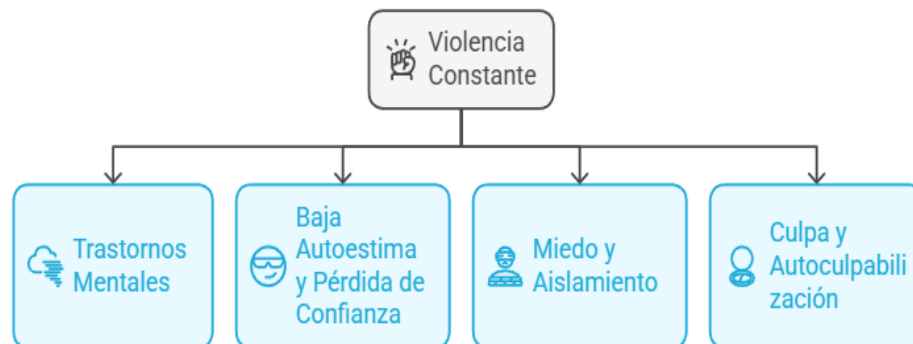 Violencia
Constante
Trastornos
Mentales
Baja
Autoestima
y Pérdida de
Confianza
Miedo y
Aislamiento
Culpa y
Autoculpabili
zación